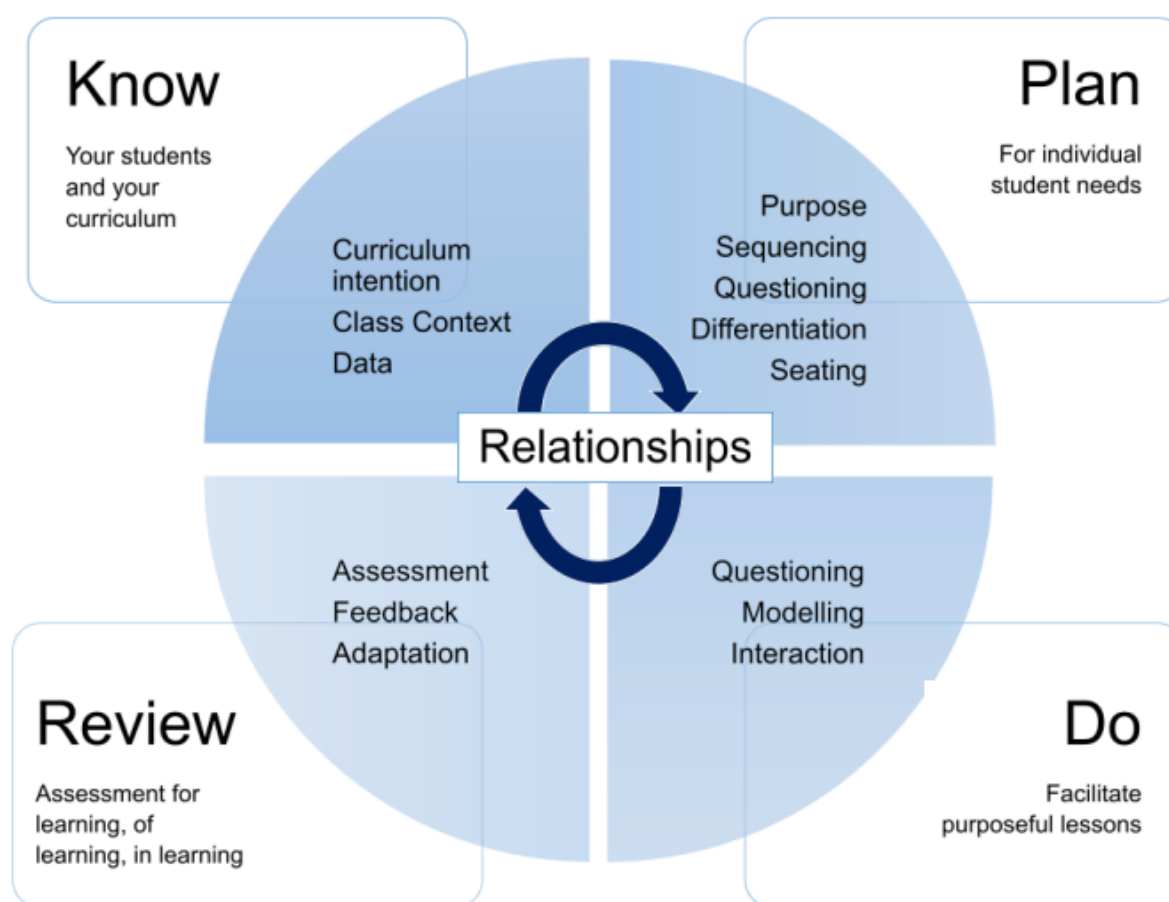 Know
Your students
and your
curriculum
Curriculum
intention
Class Context
Data
Plan
For individual
student needs
Purpose
Sequencing
Questioning
Differentiation
Seating
Relationships
Assessment
Feedback
Adaptation
Review
Assessment for
learning, of
learning, in learning
Questioning
Modelling
Interaction
Do
Facilitate
purposeful lessons